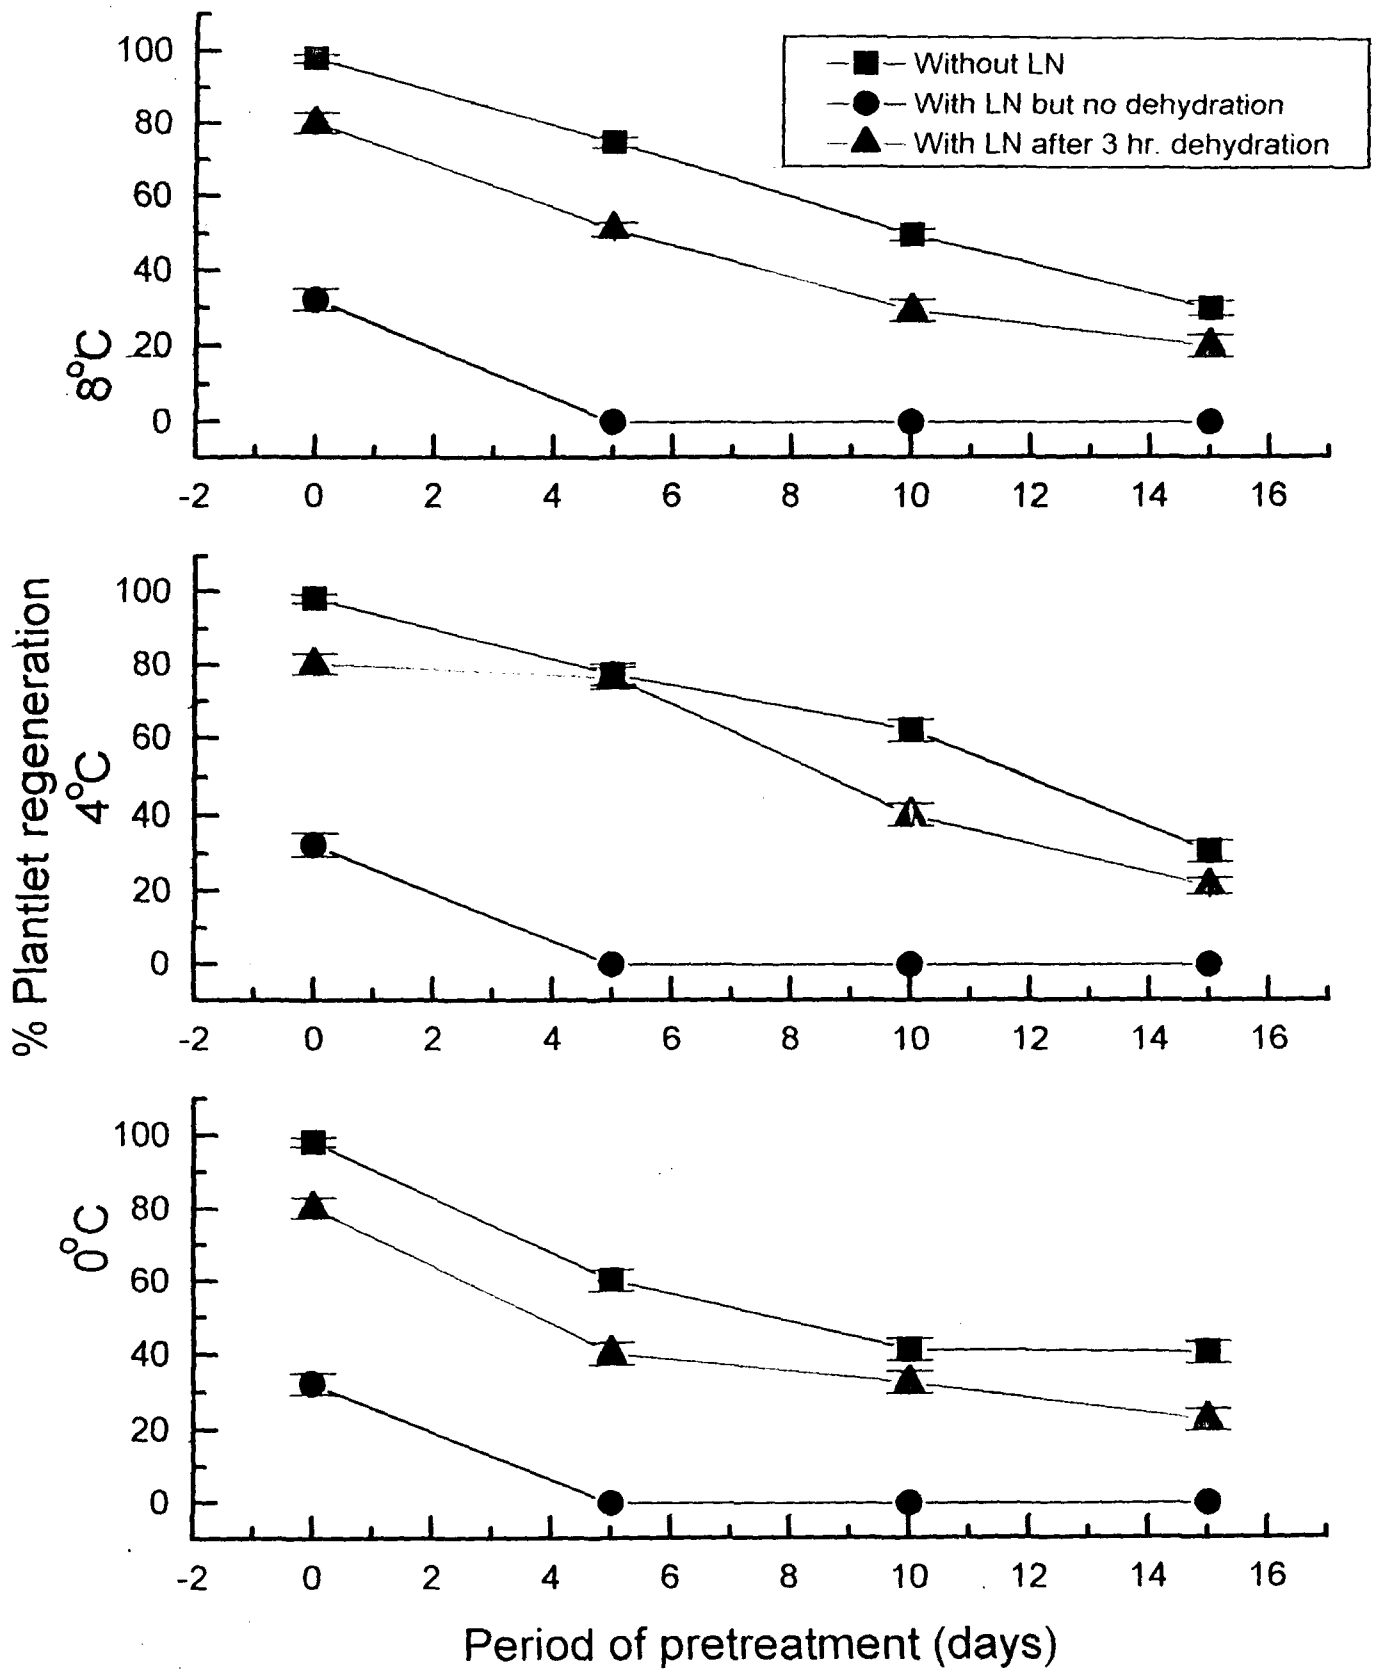 Without LN
With LN but no dehydration
With LN after 3 hr. dehydration
100
80
60
40
20
0
8°C
-2 0 2 4 6 8 10 12 14 16
% Plantlet regeneration
100
80
60
40
20
0
4°C
-2 0 2 4 6 8 10 12 14 16
100
80
60
40
20
0
0°C
-2 0 2 4 6 8 10 12 14 16
Period of pretreatment (days)